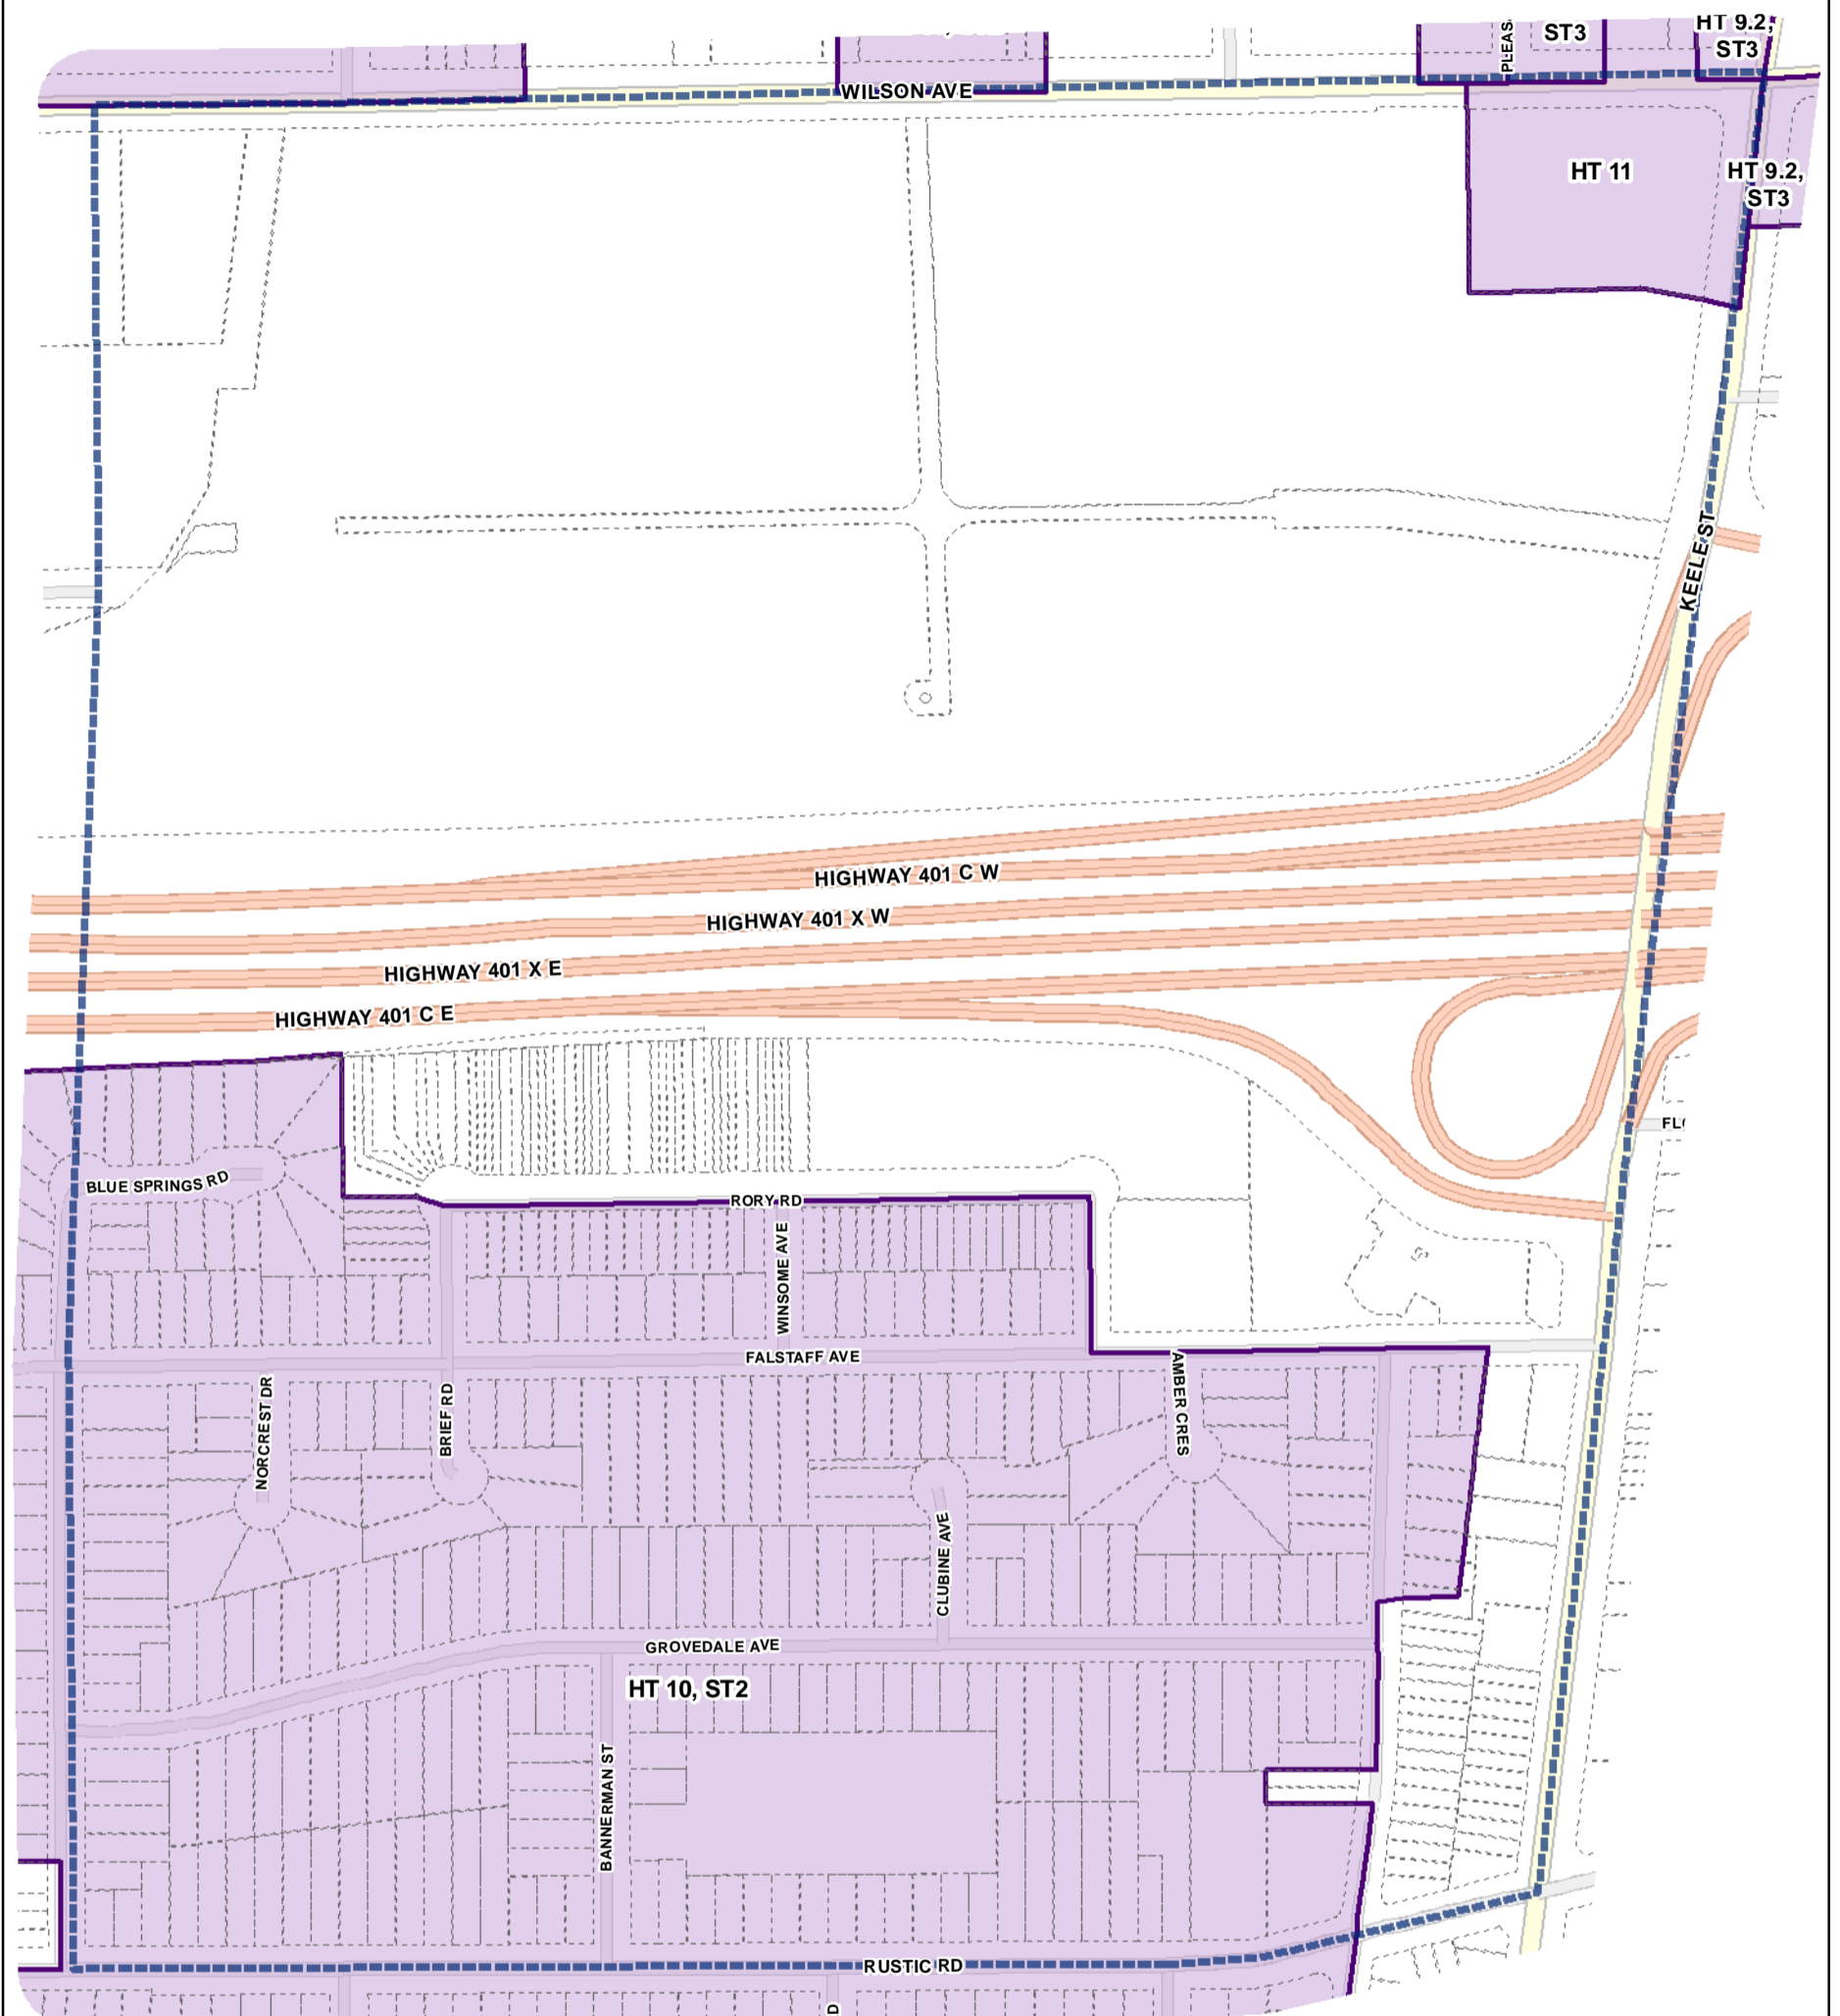 HT 9.2,
ST3
PLEAS
ST3
WILSON AVE
HT 11
HT 9.2,
ST3
KEELE ST
HIGHWAY 401 C W
HIGHWAY 401 X W
HIGHWAY 401 X E
HIGHWAY 401 C E
BLUE SPRINGS RD
RORY RD
WINSOME AVE
FALSTAFF AVE
AMBER CRES
NORCREST DR
BRIEF RD
CLUBINE AVE
GROVEDALE AVE
HT 10, ST2
BANNERMAN ST
RUSTIC RD
D